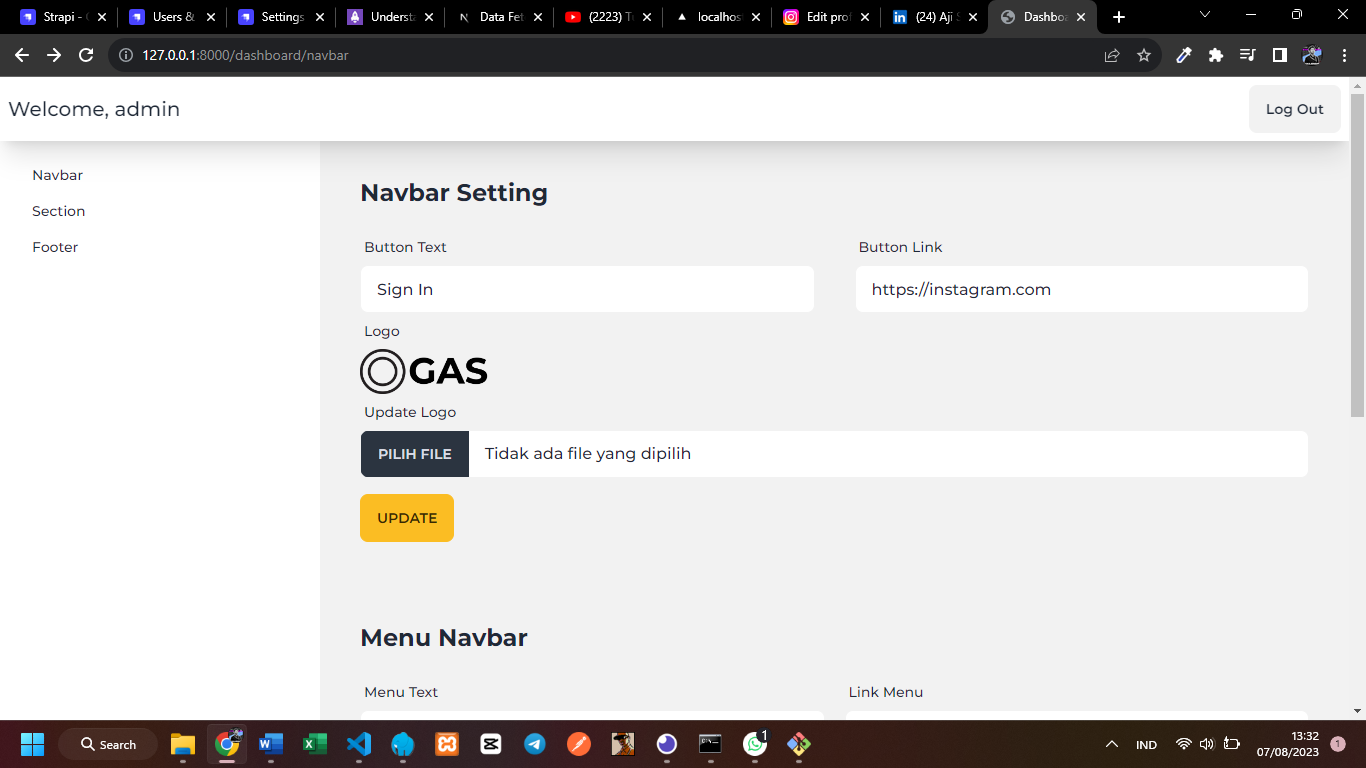 Strapi - C
Users &
Settings
Understa
Data Fet
(2223) T
localhos
Edit prof
(24) Aji S
Dashboa
127.0.0.1:8000/dashboard/navbar
Welcome, admin
Log Out
Navbar
Section
Footer
Navbar Setting
Button Text
Button Link
Sign In
https://instagram.com
Logo
GAS
Update Logo
PILIH FILE
Tidak ada file yang dipilih
UPDATE
Menu Navbar
Menu Text
Link Menu
Search
1
IND
13:32
07/08/2023
1